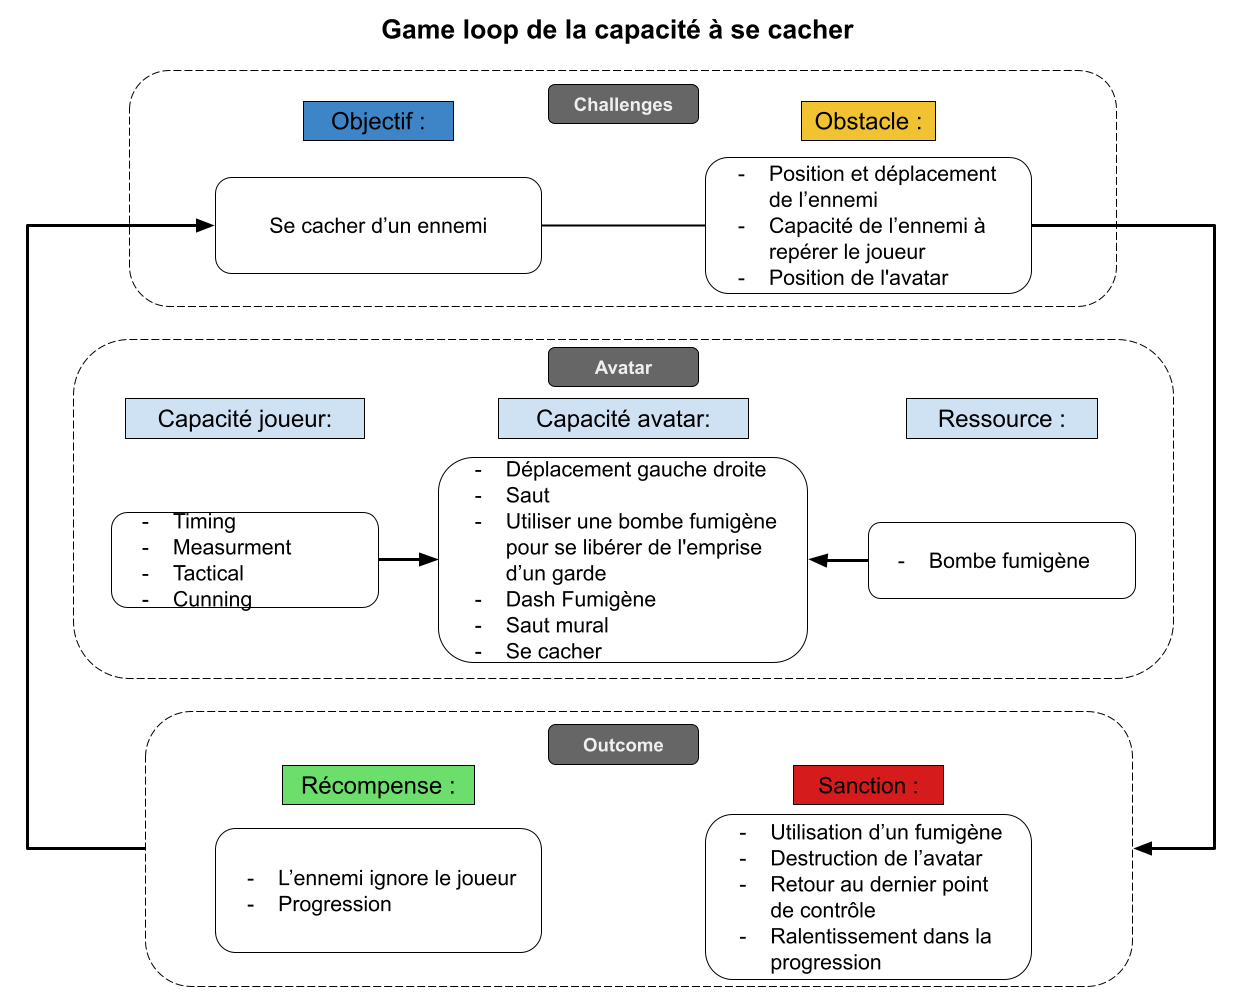 Game loop de la capacité à se cacher
Challenges
Objectif :
Obstacle :
Se cacher d’un ennemi
- Position et déplacement
de l’ennemi
- Capacité de l’ennemi à
repérer le joueur
- Position de l'avatar
Avatar
Capacité joueur:
Capacité avatar:
Ressource :
- Timing
- Measurment
- Tactical
- Cunning
- Déplacement gauche droite
- Saut
- Utiliser une bombe fumigène
pour se libérer de l'emprise
d’un garde
- Dash Fumigène
- Saut mural
- Se cacher
- Bombe fumigène
Outcome
Récompense :
Sanction :
- L’ennemi ignore le joueur
- Progression
- Utilisation d’un fumigène
- Destruction de l’avatar
- Retour au dernier point
de contrôle
- Ralentissement dans la
progression